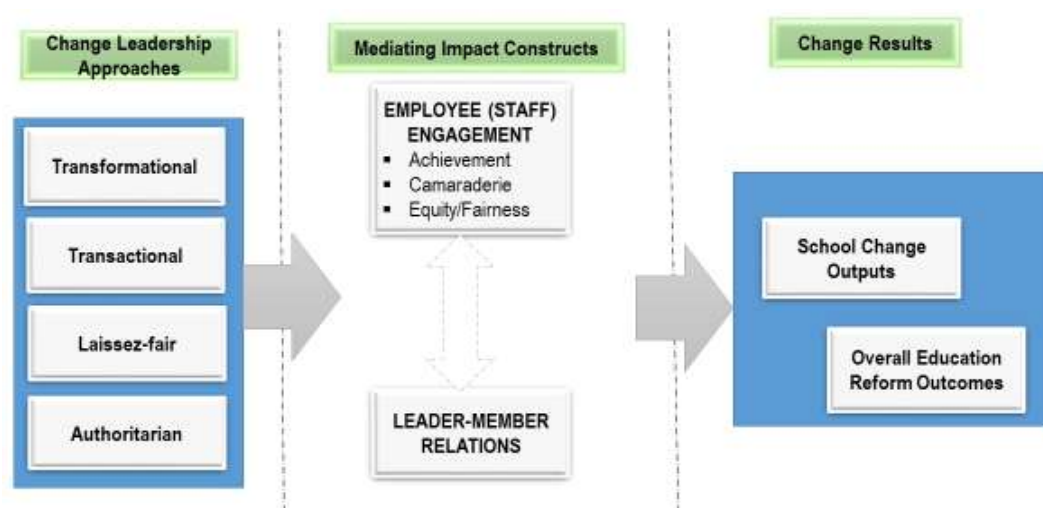 Change Leadership
Approaches
Mediating Impact Constructs
Change Results
Transformational
Transactional
Laissez-fair
Authoritarian
EMPLOYEE (STAFF)
ENGAGEMENT
▪ Achievement
▪ Camaraderie
▪ Equity/Fairness
LEADER-MEMBER
RELATIONS
School Change
Outputs
Overall Education
Reform Outcomes